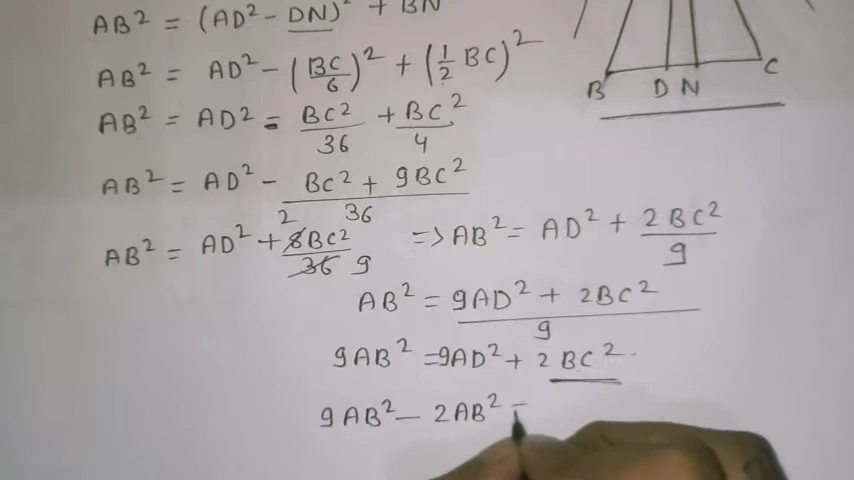 AB² = (AD² - DN)² + BN
AB² = AD² - (BC/6)² + (1/2 BC)²
AB² = AD² - BC²/36 + BC²/4
AB² = AD² - BC² + 9BC²/36
AB² = AD² + 8BC²/36 2 9 => AB² = AD² + 2BC²/9
AB² = 9AD² + 2BC²/9
9AB² = 9AD² + 2BC²
9AB² - 2AB² =
B D N C